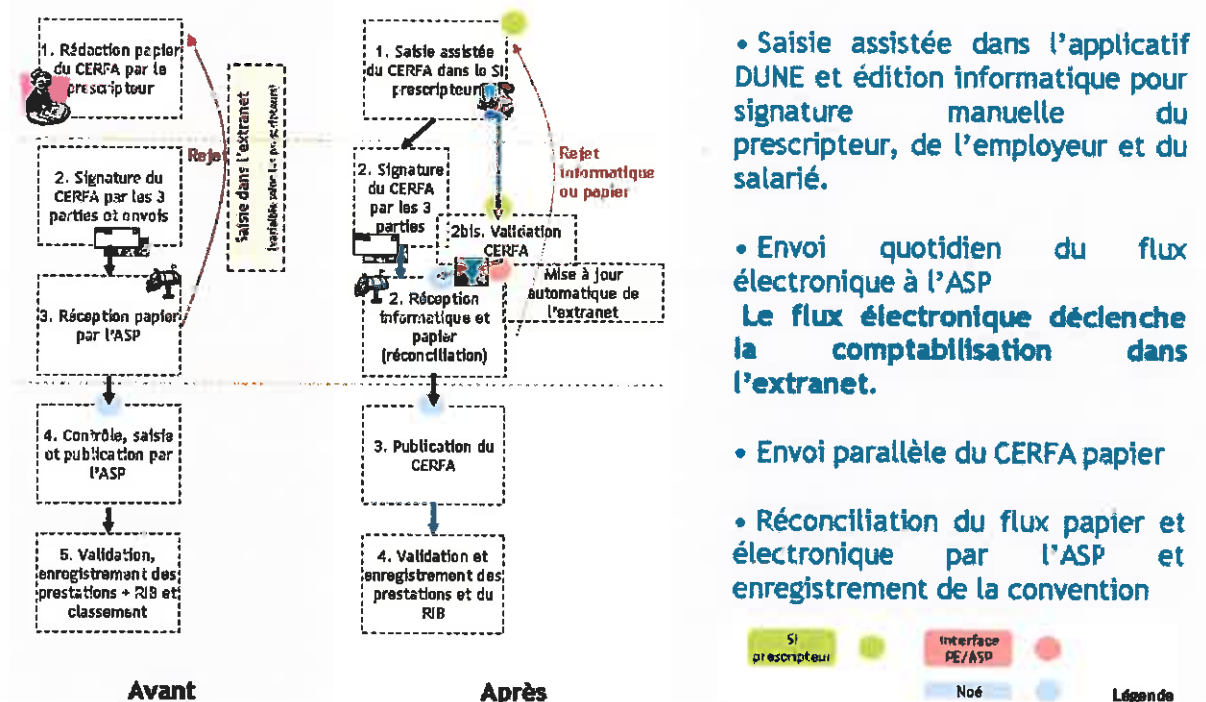 1. Rédaction papier
du CERFA par le
prescripteur
Rejet
Saisie dans l'extranet
(variable selon le prescripteur)
2. Signature du
CERFA par les 3
parties et envois
3. Réception papier
par l'ASP
4. Contrôle, saisie
et publication par
l'ASP
5. Validation,
enregistrement des
prestations + RIB et
classement
Avant
1. Saisie assistée
du CERFA dans le SI
prescripteur
Rejet
informatique
ou papier
2. Signature
du CERFA
par les 3
parties
2bis. Validation
CERFA
Mise à jour
automatique de
l'extranet
2. Réception
informatique et
papier
(réconciliation)
3. Publication du
CERFA
4. Validation et
enregistrement des
prestations et du
RIB
Après
• Saisie assistée dans l'applicatif
DUNE et édition informatique pour
signature manuelle du
prescripteur, de l'employeur et du
salarié.
• Envoi quotidien du flux
électronique à l'ASP
Le flux électronique déclenche
la comptabilisation dans
l'extranet.
• Envoi parallèle du CERFA papier
• Réconciliation du flux papier et
électronique par l'ASP et
enregistrement de la convention
SI
prescripteur
Interface
PE/ASP
Noé
Légende